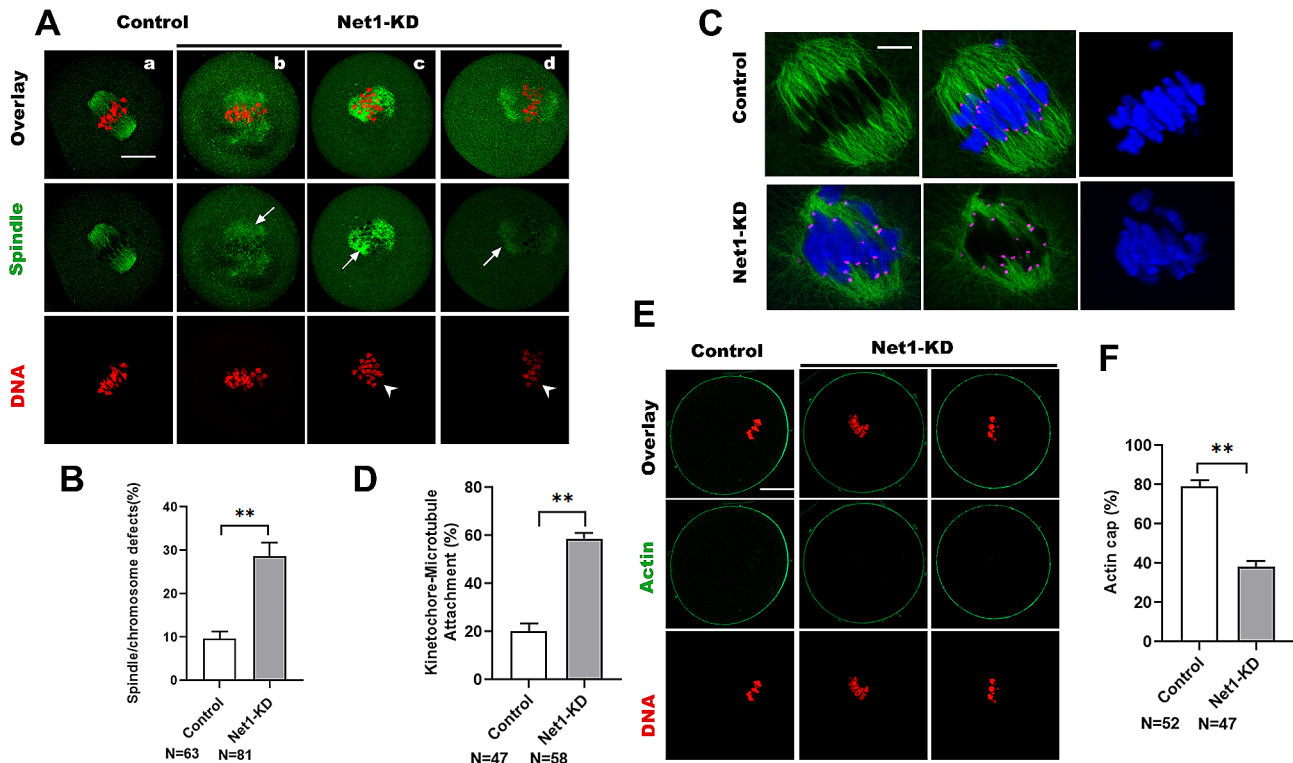 A
Control
Net1-KD
a
b
c
d
Overlay
Spindle
DNA
B
Spindle/chromosome defects(%)
40
30
20
10
0
**
Control
Net1-KD
N=63
N=81
C
Control
Net1-KD
D
Kinetochore-Microtubule
Attachment (%)
80
60
40
20
0
**
Control
Net1-KD
N=47
N=58
E
Control
Net1-KD
Overlay
Actin
DNA
F
Actin cap (%)
100
80
60
40
20
0
**
Control
Net1-KD
N=52
N=47